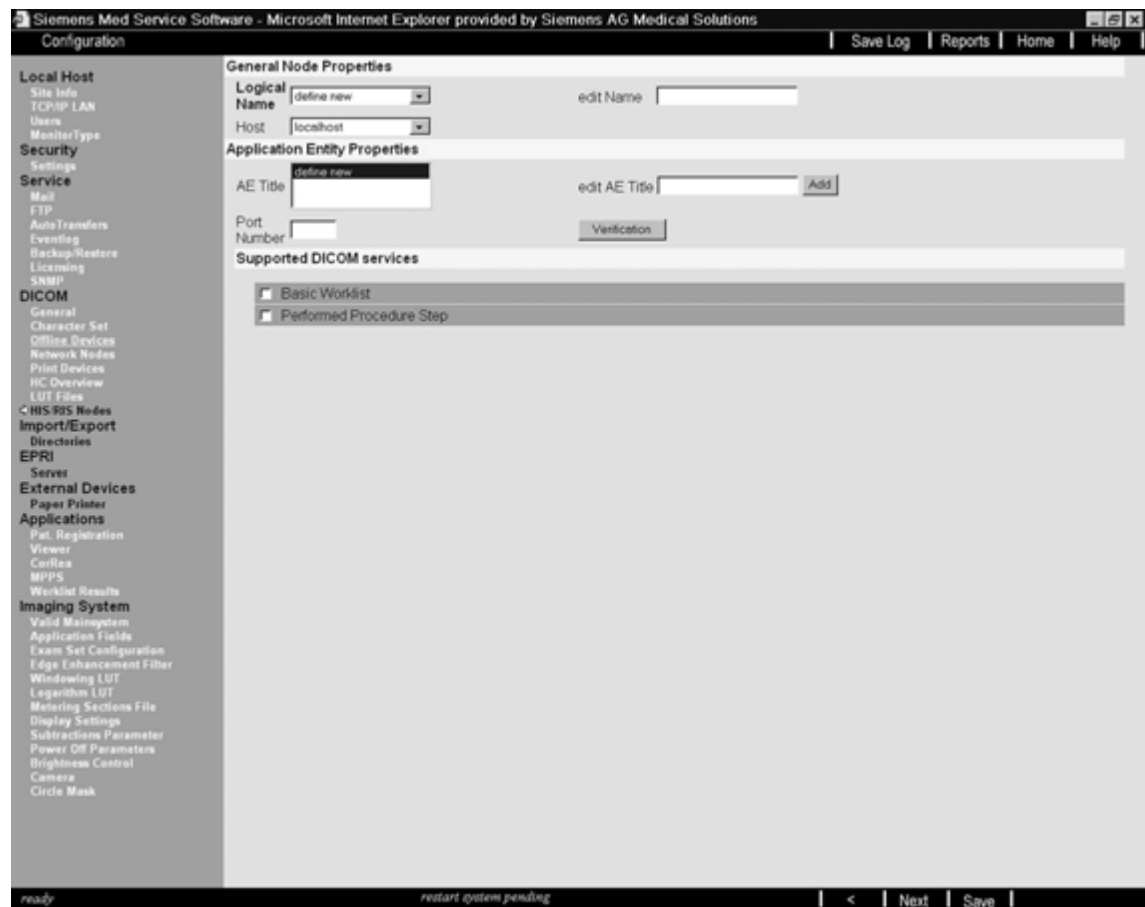 Siemens Med Service Software - Microsoft Internet Explorer provided by Siemens AG Medical Solutions
Configuration
Save Log
Reports
Home
Help
Local Host
Site Info
TCP/IP LAN
Users
MonitorType
Security
Settings
Service
Mail
FTP
AutoTransfers
Eventlog
Backup/Restore
Licensing
SNMP
DICOM
General
Character Set
Offline Devices
Network Nodes
Print Devices
HC Overview
LUT Files
HIS/RIS Nodes
Import/Export
Directories
EPRI
Server
External Devices
Paper Printer
Applications
Pat. Registration
Viewer
CorRea
MPPS
Worklist Results
Imaging System
Valid Mainsystem
Application Fields
Exam Set Configuration
Edge Enhancement Filter
Windowing LUT
Logarithm LUT
Metering Sections File
Display Settings
Subtractions Parameter
Power Off Parameters
Brightness Control
Camera
Circle Mask
General Node Properties
Logical Name define new
edit Name
Host localhost
Application Entity Properties
AE Title define new
edit AE Title
Add
Port Number
Verification
Supported DICOM services
Basic Worklist
Performed Procedure Step
ready
restart system pending
<
Next
Save